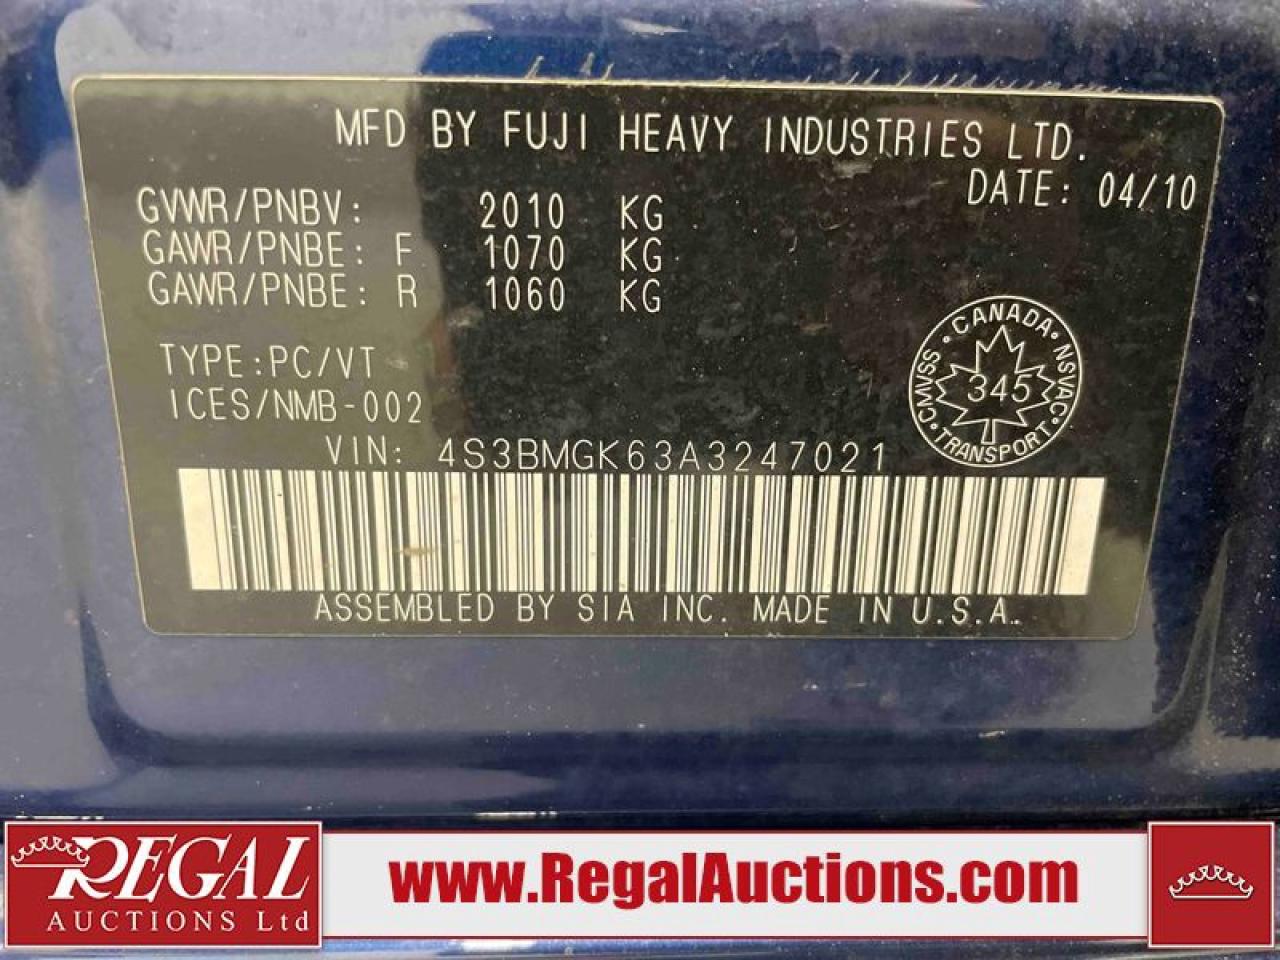 MFD BY FUJI HEAVY INDUSTRIES LTD.
DATE: 04/10
GVWR/PNBV: 2010 KG
GAWR/PNBE: F 1070 KG
GAWR/PNBE: R 1060 KG
TYPE:PC/VT
ICES/NMB-002
CANADA
CMVSS
NSVAC
345
TRANSPORT
VIN: 4S3BMGK63A3247021
ASSEMBLED BY SIA INC. MADE IN U.S.A.
REGAL
AUCTIONS Ltd
www.RegalAuctions.com